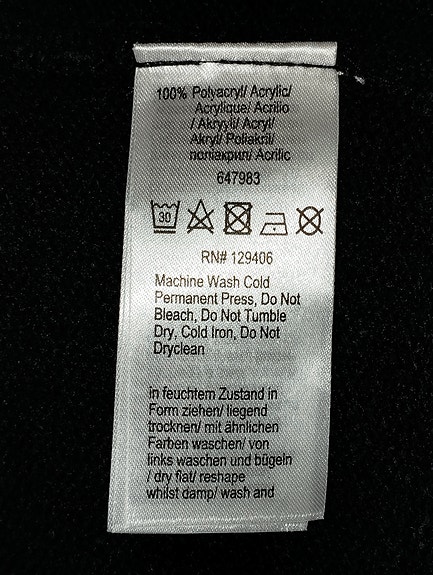 100% Polyacryl/ Acrylic/
Acrylique/ Acrilio
/ Akryyli/ Acryl/
Akryl/ Poliakril/
полiакрил/ Acrilic
647983
30
RN# 129406
Machine Wash Cold
Permanent Press, Do Not
Bleach, Do Not Tumble
Dry, Cold Iron, Do Not
Dryclean
in feuchtem Zustand in
Form ziehen/ liegend
trocknen/ mit ähnlichen
Farben waschen/ von
links waschen und bügeln
/ dry flat/ reshape
whilst damp/ wash and